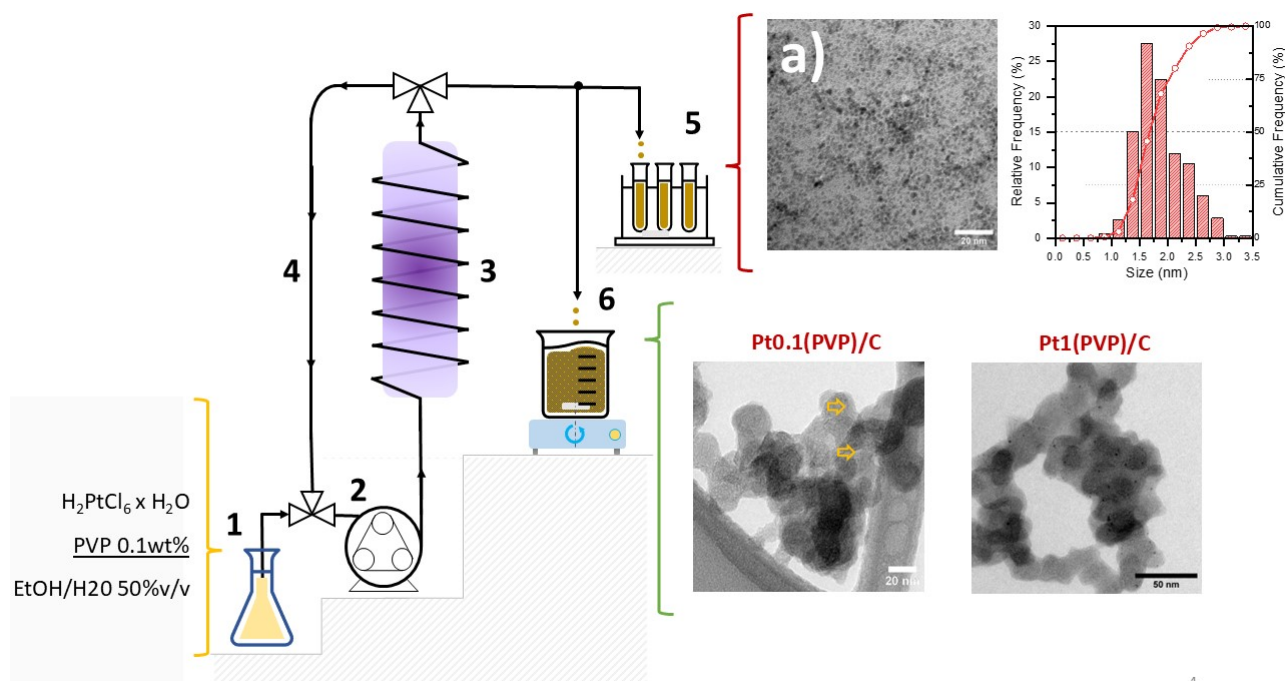 a)
20 nm
Relative Frequency (%)
30
25
20
15
10
5
0
0.0 0.5 1.0 1.5 2.0 2.5 3.0 3.5
Size (nm)
100
75
50
25
0
Cumulative Frequency (%)
5
4
3
6
Pt0.1(PVP)/C
Pt1(PVP)/C
20 nm
50 nm
2
1
H₂PtCl₆ x H₂O
PVP 0.1wt%
EtOH/H20 50%v/v